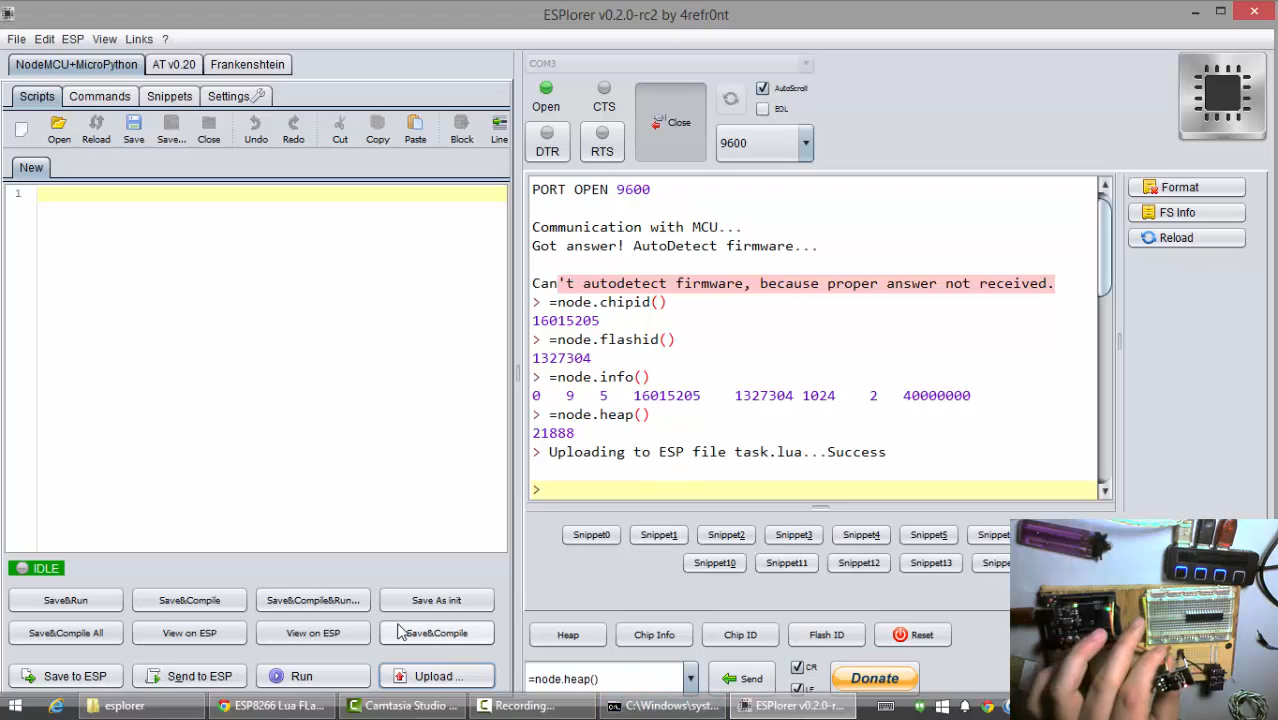 ESPlorer v0.2.0-rc2 by 4refr0nt
File Edit ESP View Links ?
NodeMCU+MicroPython AT v0.20 Frankenshtein
Scripts Commands Snippets Settings
Open Reload Save Save... Close Undo Redo Cut Copy Paste Block Line
New
1
IDLE
Save&Run Save&Compile Save&Compile&Run... Save As init
Save&Compile All View on ESP View on ESP Save&Compile
Save to ESP Send to ESP Run Upload ...
COM3
Open CTS Close AutoScroll
EOL
DTR RTS 9600
PORT OPEN 9600
Communication with MCU...
Got answer! AutoDetect firmware...
Can't autodetect firmware, because proper answer not received.
> =node.chipid()
16015205
> =node.flashid()
1327304
> =node.info()
0 9 5 16015205 1327304 1024 2 40000000
> =node.heap()
21888
> Uploading to ESP file task.lua...Success
>
Format
FS Info
Reload
Snippet0 Snippet1 Snippet2 Snippet3 Snippet4 Snippet5
Snippet10 Snippet11 Snippet12 Snippet13
Heap Chip Info Chip ID Flash ID Reset
=node.heap() Send CR Donate
LF
esplorer ESP8266 Lua FLa... Camtasia Studio ... Recording... C:\Windows\syst... ESPlorer v0.2.0-r...